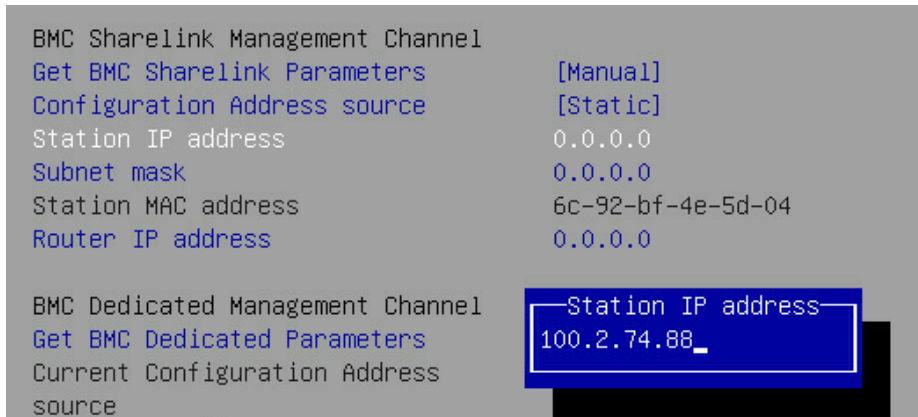 BMC Sharelink Management Channel
Get BMC Sharelink Parameters [Manual]
Configuration Address source [Static]
Station IP address 0.0.0.0
Subnet mask 0.0.0.0
Station MAC address 6c-92-bf-4e-5d-04
Router IP address 0.0.0.0
BMC Dedicated Management Channel
Get BMC Dedicated Parameters
Current Configuration Address
source
Station IP address
100.2.74.88_